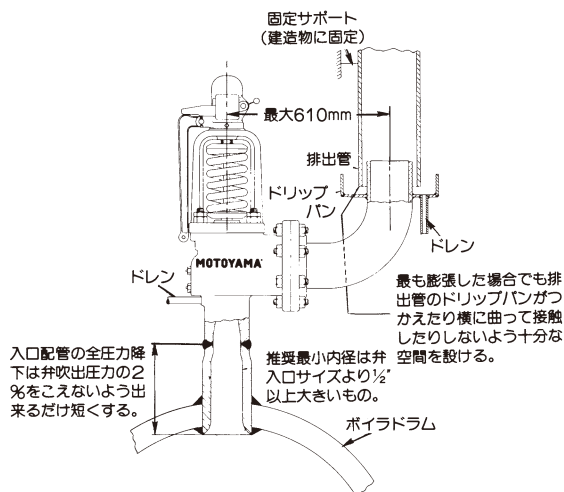 固定サポート
（建造物に固定）
最大610mm
排出管
ドリップ
パン
ドレン
MOTOYAMA
ドレン
最も膨張した場合でも排
出管のドリップパンがつ
かえたり横に曲って接触
したりしないよう十分な
空間を設ける。
入口配管の全圧力降
下は弁吹出圧力の2
%をこえないよう出
来るだけ短くする。
推奨最小内径は弁
入口サイズより½"
以上大きいもの。
ボイラドラム